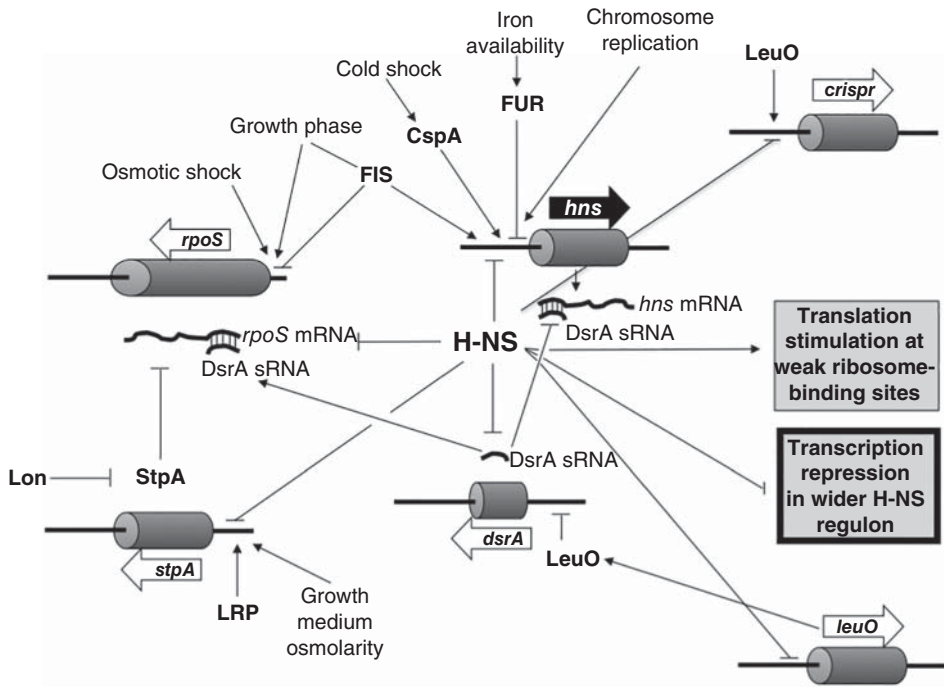 Iron
availability
Chromosome
replication
LeuO
crispr
Cold shock
FUR
Growth phase
CspA
Osmotic shock
FIS
hns
rpoS
hns mRNA
DsrA sRNA
rpoS mRNA
DsrA sRNA
H-NS
Translation
stimulation at
weak ribosome-
binding sites
DsrA sRNA
Transcription
repression
in wider H-NS
regulon
Lon
StpA
dsrA
LeuO
stpA
LRP
Growth
medium
osmolarity
leuO